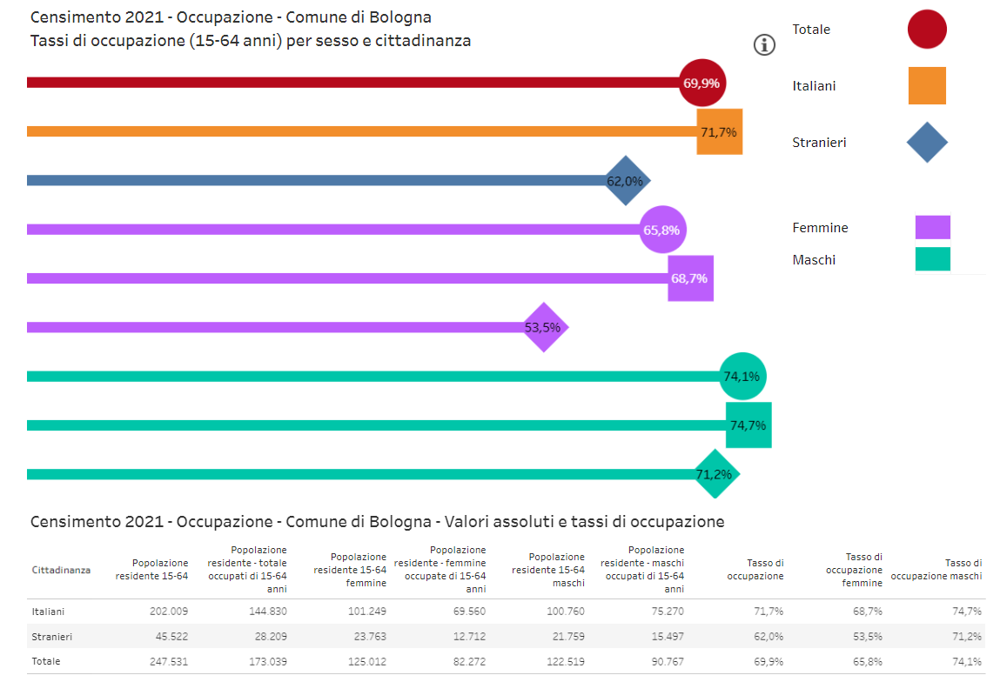 Censimento 2021 - Occupazione - Comune di Bologna
Tassi di occupazione (15-64 anni) per sesso e cittadinanza
Totale
Italiani
Stranieri
Femmine
Maschi
69,9%
71,7%
62,0%
65,8%
68,7%
53,5%
74,1%
74,7%
71,2%
Censimento 2021 - Occupazione - Comune di Bologna - Valori assoluti e tassi di occupazione
Cittadinanza
Popolazione
residente 15-64
Popolazione
residente - totale
occupati di 15-64
anni
Popolazione
residente 15-64
femmine
Popolazione
residente - femmine
occupate di 15-64
anni
Popolazione
residente 15-64
maschi
Popolazione
residente - maschi
occupati di 15-64
anni
Tasso di
occupazione
Tasso di
occupazione
femmine
Tasso di
occupazione maschi
Italiani 202.009 144.830 101.249 69.560 100.760 75.270 71,7% 68,7% 74,7%
Stranieri 45.522 28.209 23.763 12.712 21.759 15.497 62,0% 53,5% 71,2%
Totale 247.531 173.039 125.012 82.272 122.519 90.767 69,9% 65,8% 74,1%